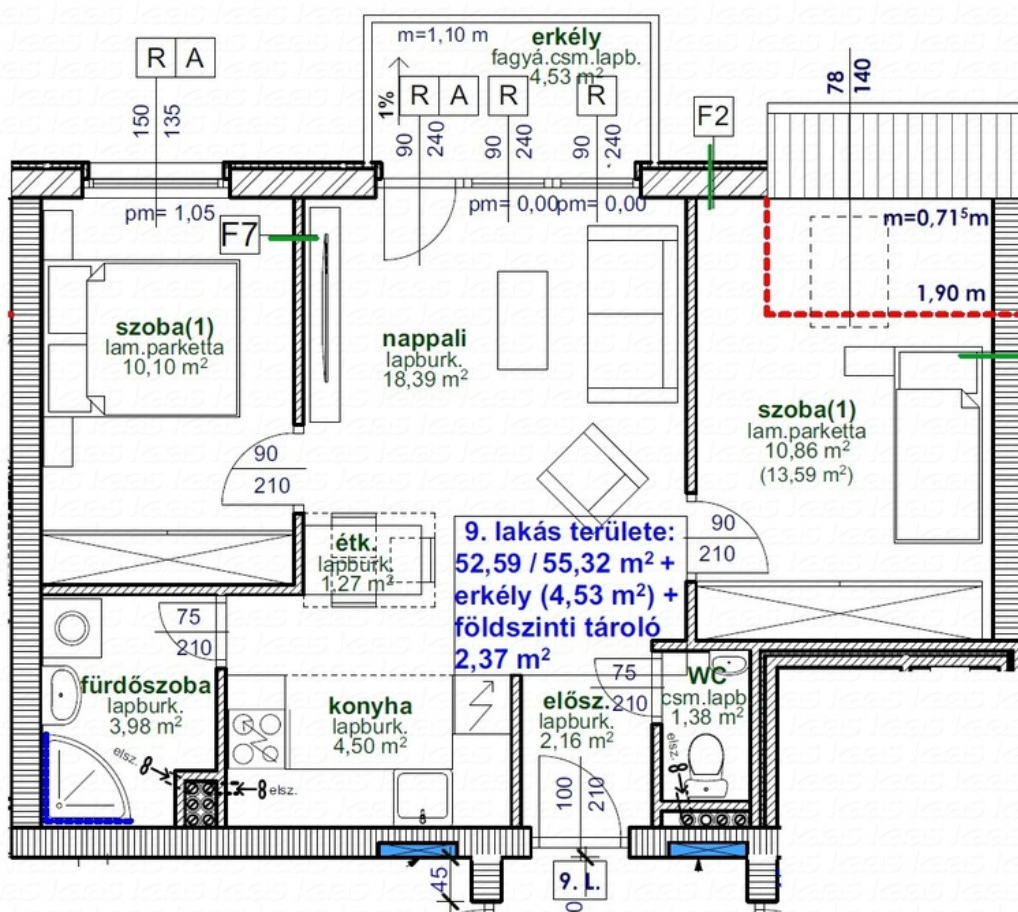 m=1,10 m
erkély
fagyá.csm.lapb.
4,53 m²
R A
150
135
1%
R A
R
R
90
240
90
240
90
240
F2
78
140
pm= 1,05
pm= 0,00
pm= 0,00
F7
m=0,71⁵m
1,90 m
szoba(1)
lam.parketta
10,10 m²
nappali
lapburk.
18,39 m²
szoba(1)
lam.parketta
10,86 m²
(13,59 m²)
90
210
90
210
étk.
lapburk.
1,27 m²
9. lakás területe:
52,59 / 55,32 m² +
erkély (4,53 m²) +
földszinti tároló
2,37 m²
75
210
75
210
fürdőszoba
lapburk.
3,98 m²
konyha
lapburk.
4,50 m²
elősz.
lapburk.
2,16 m²
WC
csm.lapb
1,38 m²
elsz.
8
8
elsz.
elsz.
8
8
100
210
45
9. L.
0